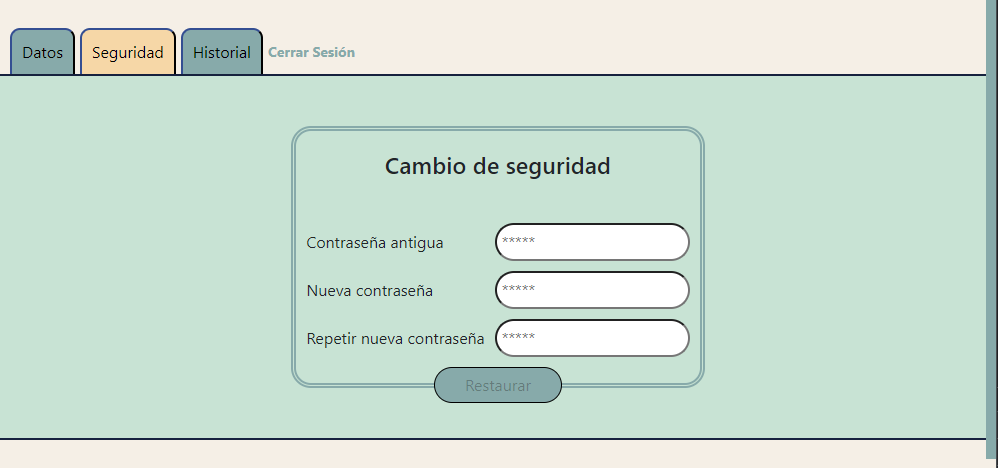 Datos Seguridad Historial Cerrar Sesión
Cambio de seguridad
Contraseña antigua *****
Nueva contraseña *****
Repetir nueva contraseña *****
Restaurar